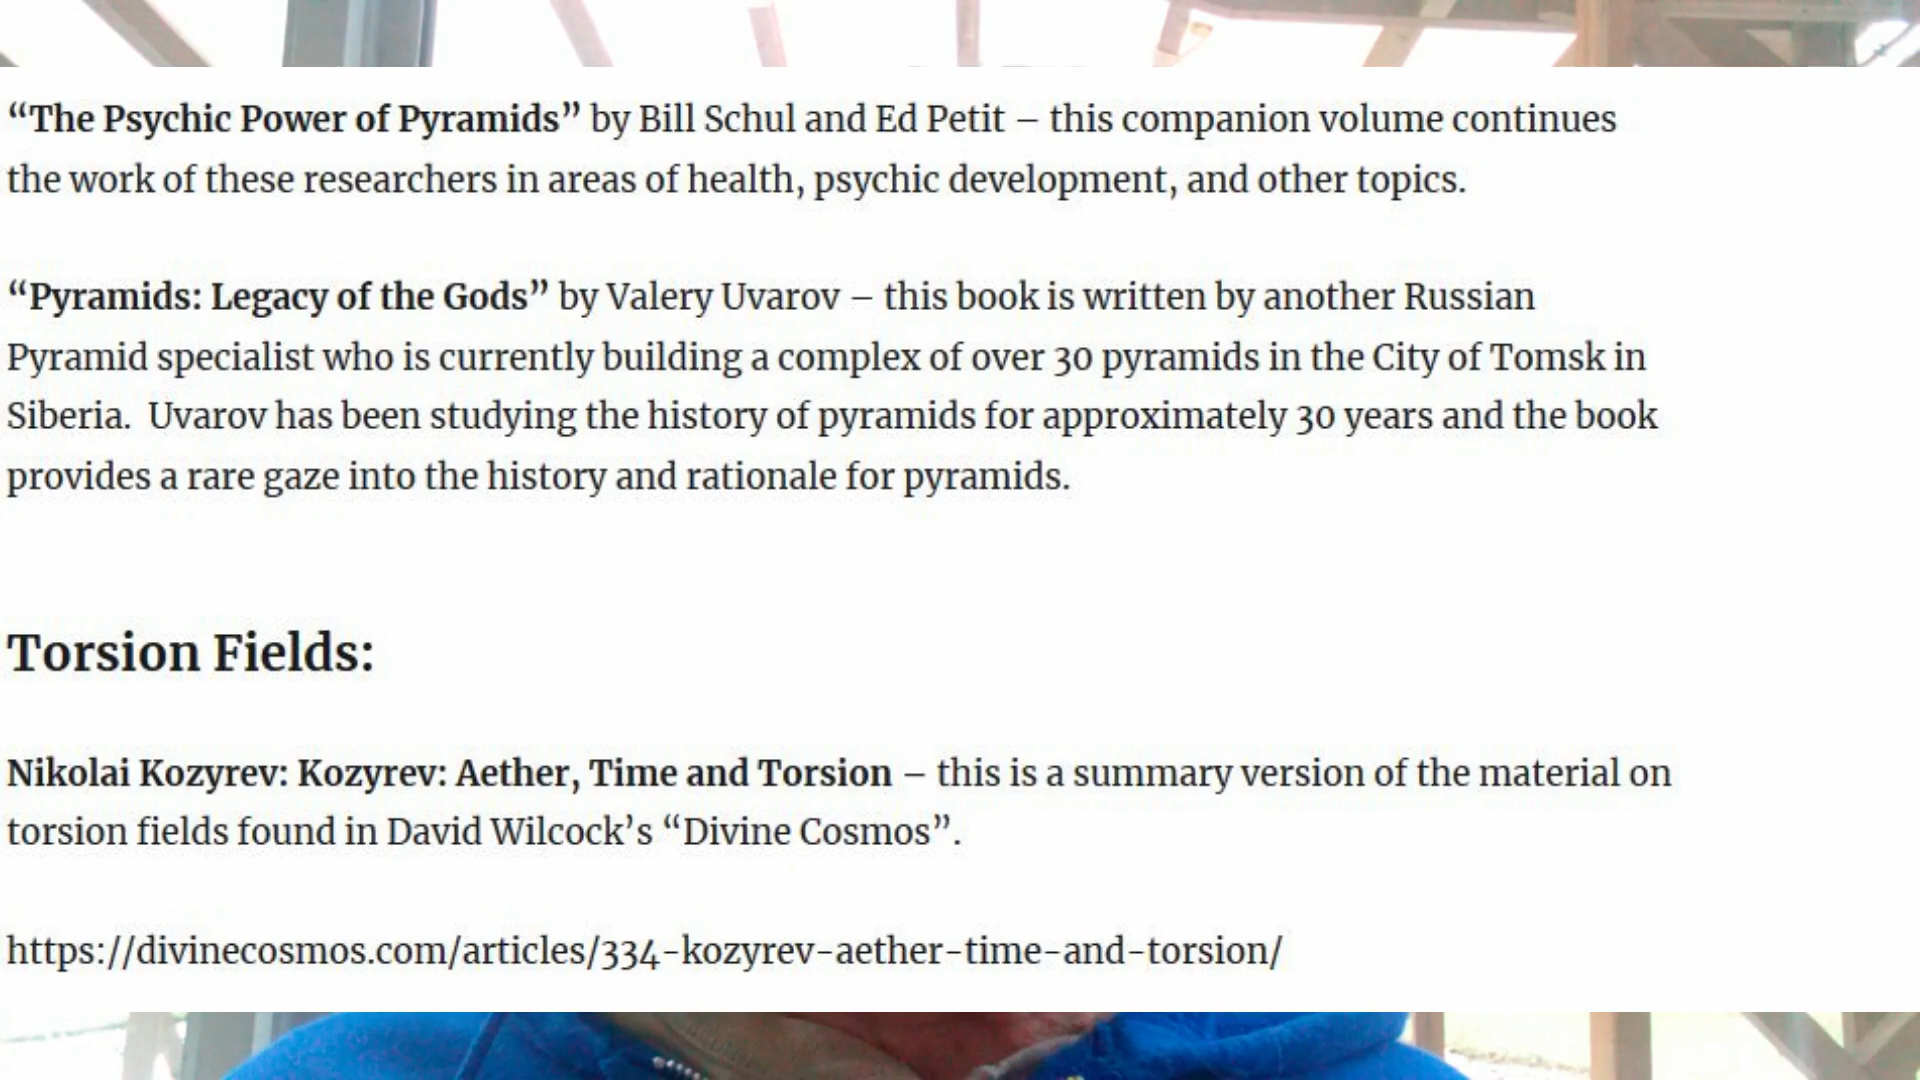 “The Psychic Power of Pyramids” by Bill Schul and Ed Petit – this companion volume continues
the work of these researchers in areas of health, psychic development, and other topics.
“Pyramids: Legacy of the Gods” by Valery Uvarov – this book is written by another Russian
Pyramid specialist who is currently building a complex of over 30 pyramids in the City of Tomsk in
Siberia.  Uvarov has been studying the history of pyramids for approximately 30 years and the book
provides a rare gaze into the history and rationale for pyramids.
Torsion Fields:
Nikolai Kozyrev: Kozyrev: Aether, Time and Torsion – this is a summary version of the material on
torsion fields found in David Wilcock’s “Divine Cosmos”.
https://divinecosmos.com/articles/334-kozyrev-aether-time-and-torsion/